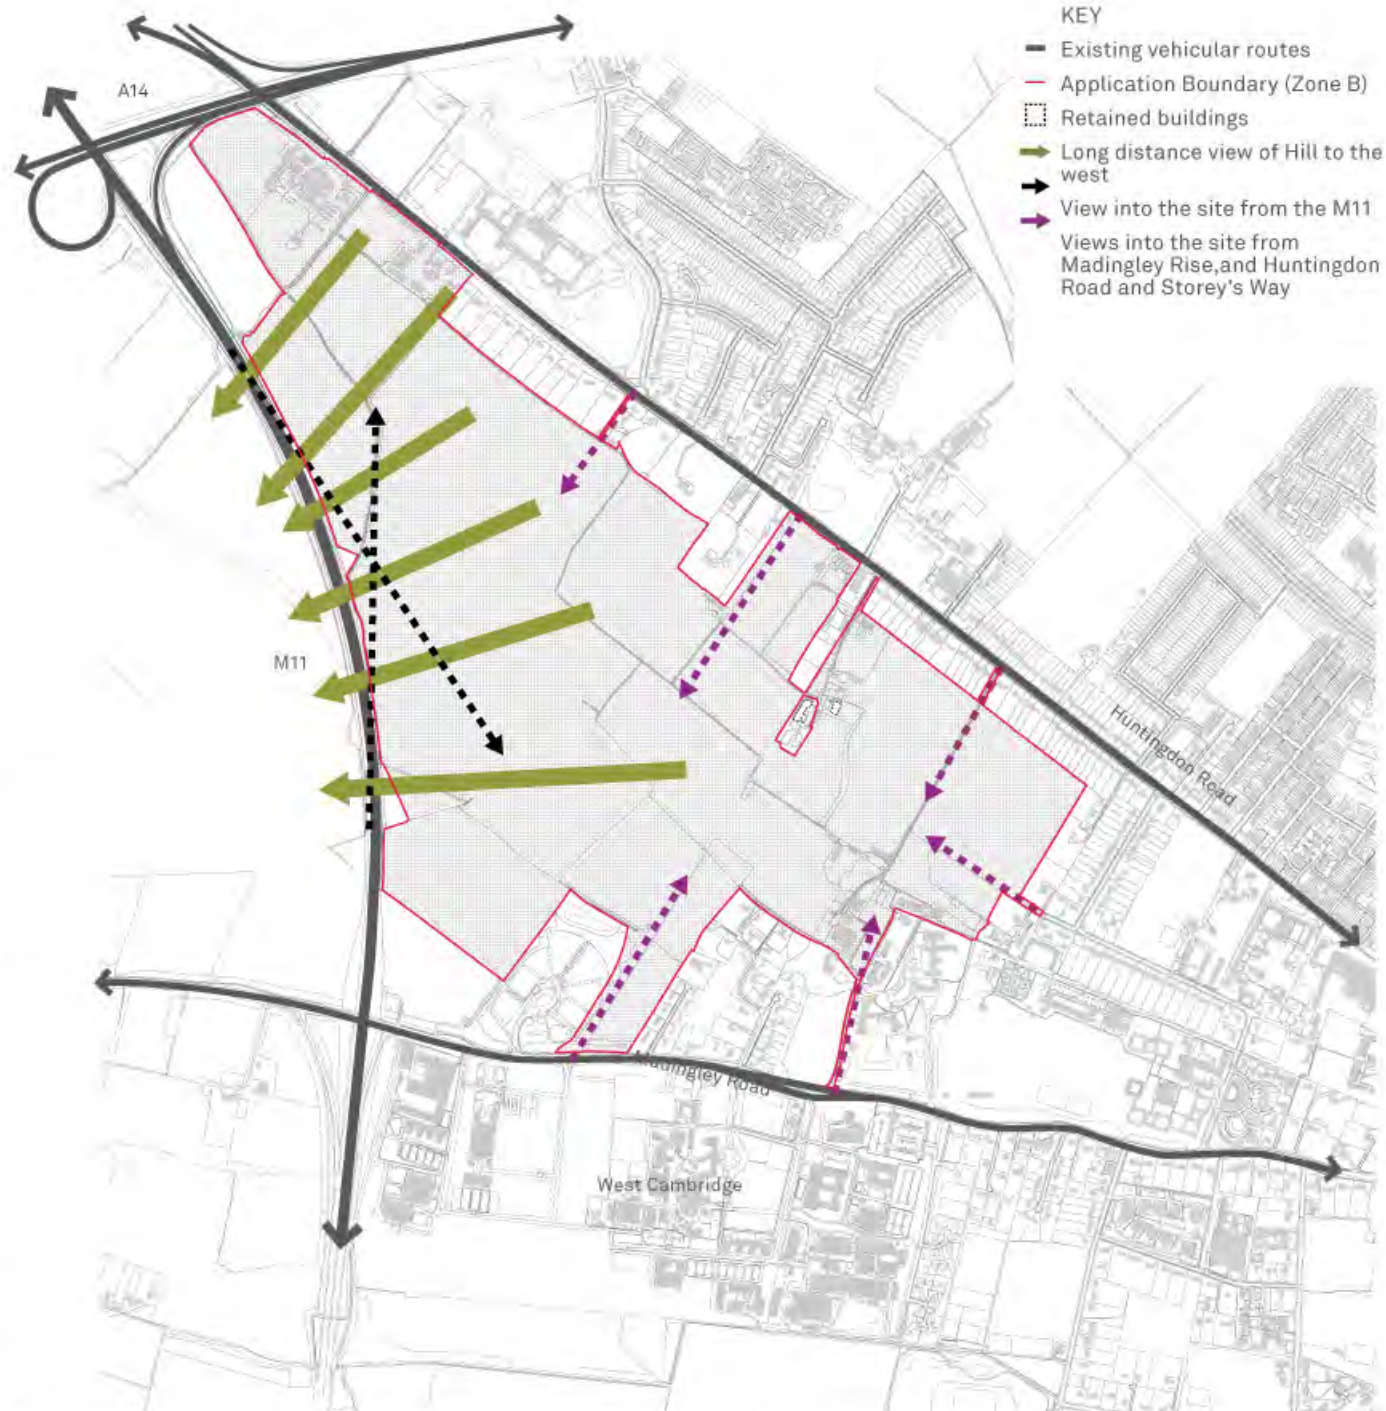 KEY
Existing vehicular routes
Application Boundary (Zone B)
Retained buildings
Long distance view of Hill to the
west
View into the site from the M11
Views into the site from
Madingley Rise,and Huntingdon
Road and Storey's Way
A14
M11
Huntingdon Road
Madingley Road
West Cambridge